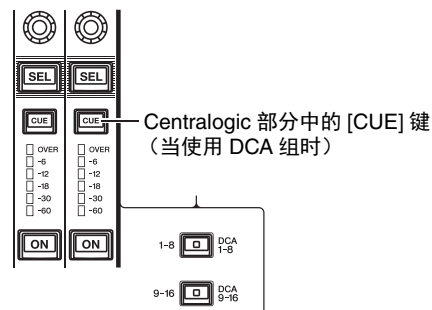 SEL SEL
CUE CUE
Centralogic 部分中的 [CUE] 键
（当使用 DCA 组时）
OVER OVER
-6 -6
-12 -12
-18 -18
-30 -30
-60 -60
ON ON
1-8 DCA 1-8
9-16 DCA 9-16